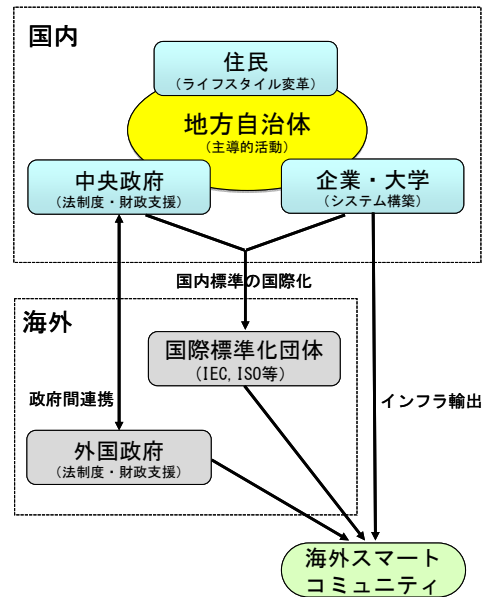 国内
住民
（ライフスタイル変革）
地方自治体
（主導的活動）
中央政府
（法制度・財政支援）
企業・大学
（システム構築）
国内標準の国際化
海外
国際標準化団体
（IEC, ISO等）
政府間連携
インフラ輸出
外国政府
（法制度・財政支援）
海外スマート
コミュニティ